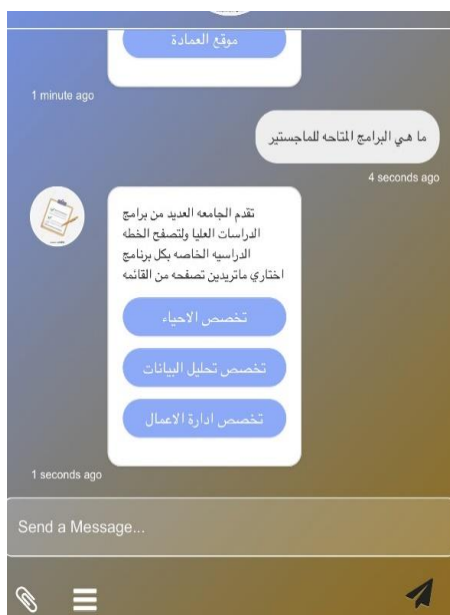 موقع العمادة
1 minute ago
ما هي البرامج المتاحه للماجستير
4 seconds ago
تقدم الجامعه العديد من برامج
الدراسات العليا ولتصفح الخطه
الدراسيه الخاصه بكل برنامج
اختاري ماتريدين تصفحه من القائمه
تخصص الاحياء
تخصص تحليل البيانات
تخصص ادارة الاعمال
1 seconds ago
Send a Message...